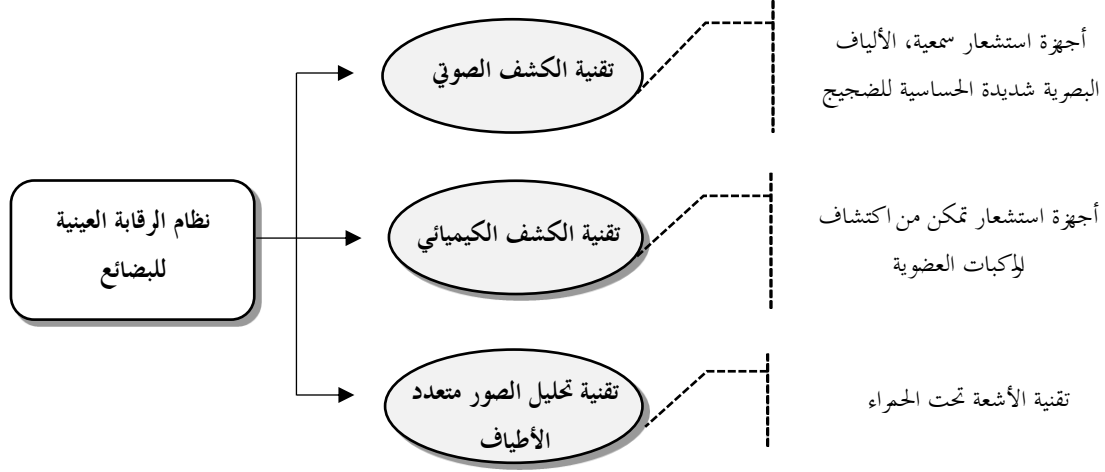 نظام الرقابة العينية
للبضائع
تقنية الكشف الصوتي
أجهزة استشعار سمعية، الألياف
البصرية شديدة الحساسية للضجيج
تقنية الكشف الكيميائي
أجهزة استشعار تمكن من اكتشاف
المركبات العضوية
تقنية تحليل الصور متعدد
الأطياف
تقنية الأشعة تحت الحمراء